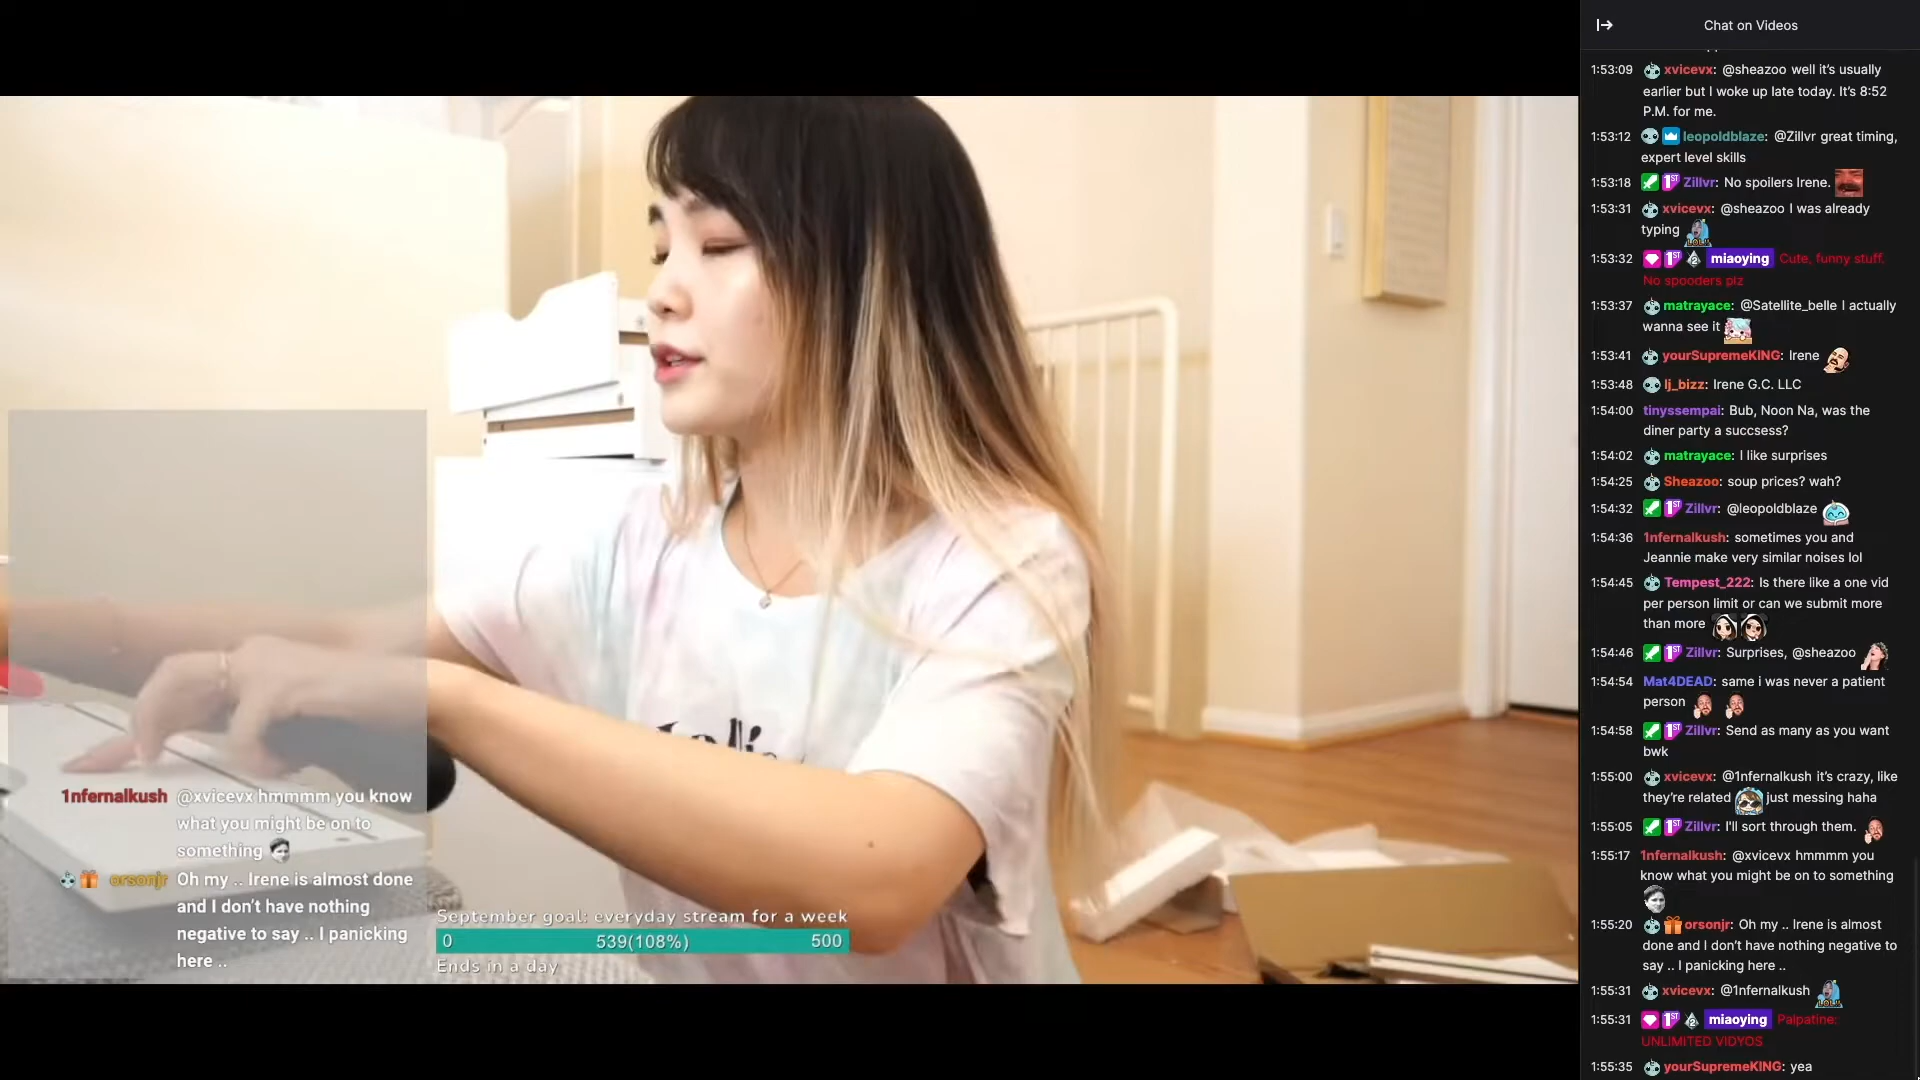 Chat on Videos
1:53:09 xvicevx: @sheazoo well it's usually
earlier but I woke up late today. It's 8:52
P.M. for me.
1:53:12 leopoldblaze: @Zillvr great timing,
expert level skills
1:53:18 1ST Zillvr: No spoilers Irene.
1:53:31 xvicevx: @sheazoo I was already
typing LOL
1:53:32 1ST 2 miaoying Cute, funny stuff.
No spooders plz
1:53:37 matrayace: @Satellite_belle I actually
wanna see it
1:53:41 yourSupremeKING: Irene
1:53:48 lj_bizz: Irene G.C. LLC
1:54:00 tinyssempai: Bub, Noon Na, was the
diner party a succsess?
1:54:02 matrayace: I like surprises
1:54:25 Sheazoo: soup prices? wah?
1:54:32 1ST Zillvr: @leopoldblaze
1:54:36 1nfernalkush: sometimes you and
Jeannie make very similar noises lol
1:54:45 Tempest_222: Is there like a one vid
per person limit or can we submit more
than more
1:54:46 1ST Zillvr: Surprises, @sheazoo
1:54:54 Mat4DEAD: same i was never a patient
person
1:54:58 1ST Zillvr: Send as many as you want
bwk
1:55:00 xvicevx: @1nfernalkush it's crazy, like
they're related just messing haha
1:55:05 1ST Zillvr: I'll sort through them.
1:55:17 1nfernalkush: @xvicevx hmmmm you
know what you might be on to something
1:55:20 orsonjr: Oh my .. Irene is almost
done and I don't have nothing negative to
say .. I panicking here ..
1:55:31 xvicevx: @1nfernalkush LOL
1:55:31 1ST 2 miaoying Palpatine:
UNLIMITED VIDYOS
1:55:35 yourSupremeKING: yea
1nfernalkush @xvicevx hmmmm you know
what you might be on to
something
orsonjr Oh my .. Irene is almost done
and I don't have nothing
negative to say .. I panicking
here ..
September goal: everyday stream for a week
0 539(108%) 500
Ends in a day